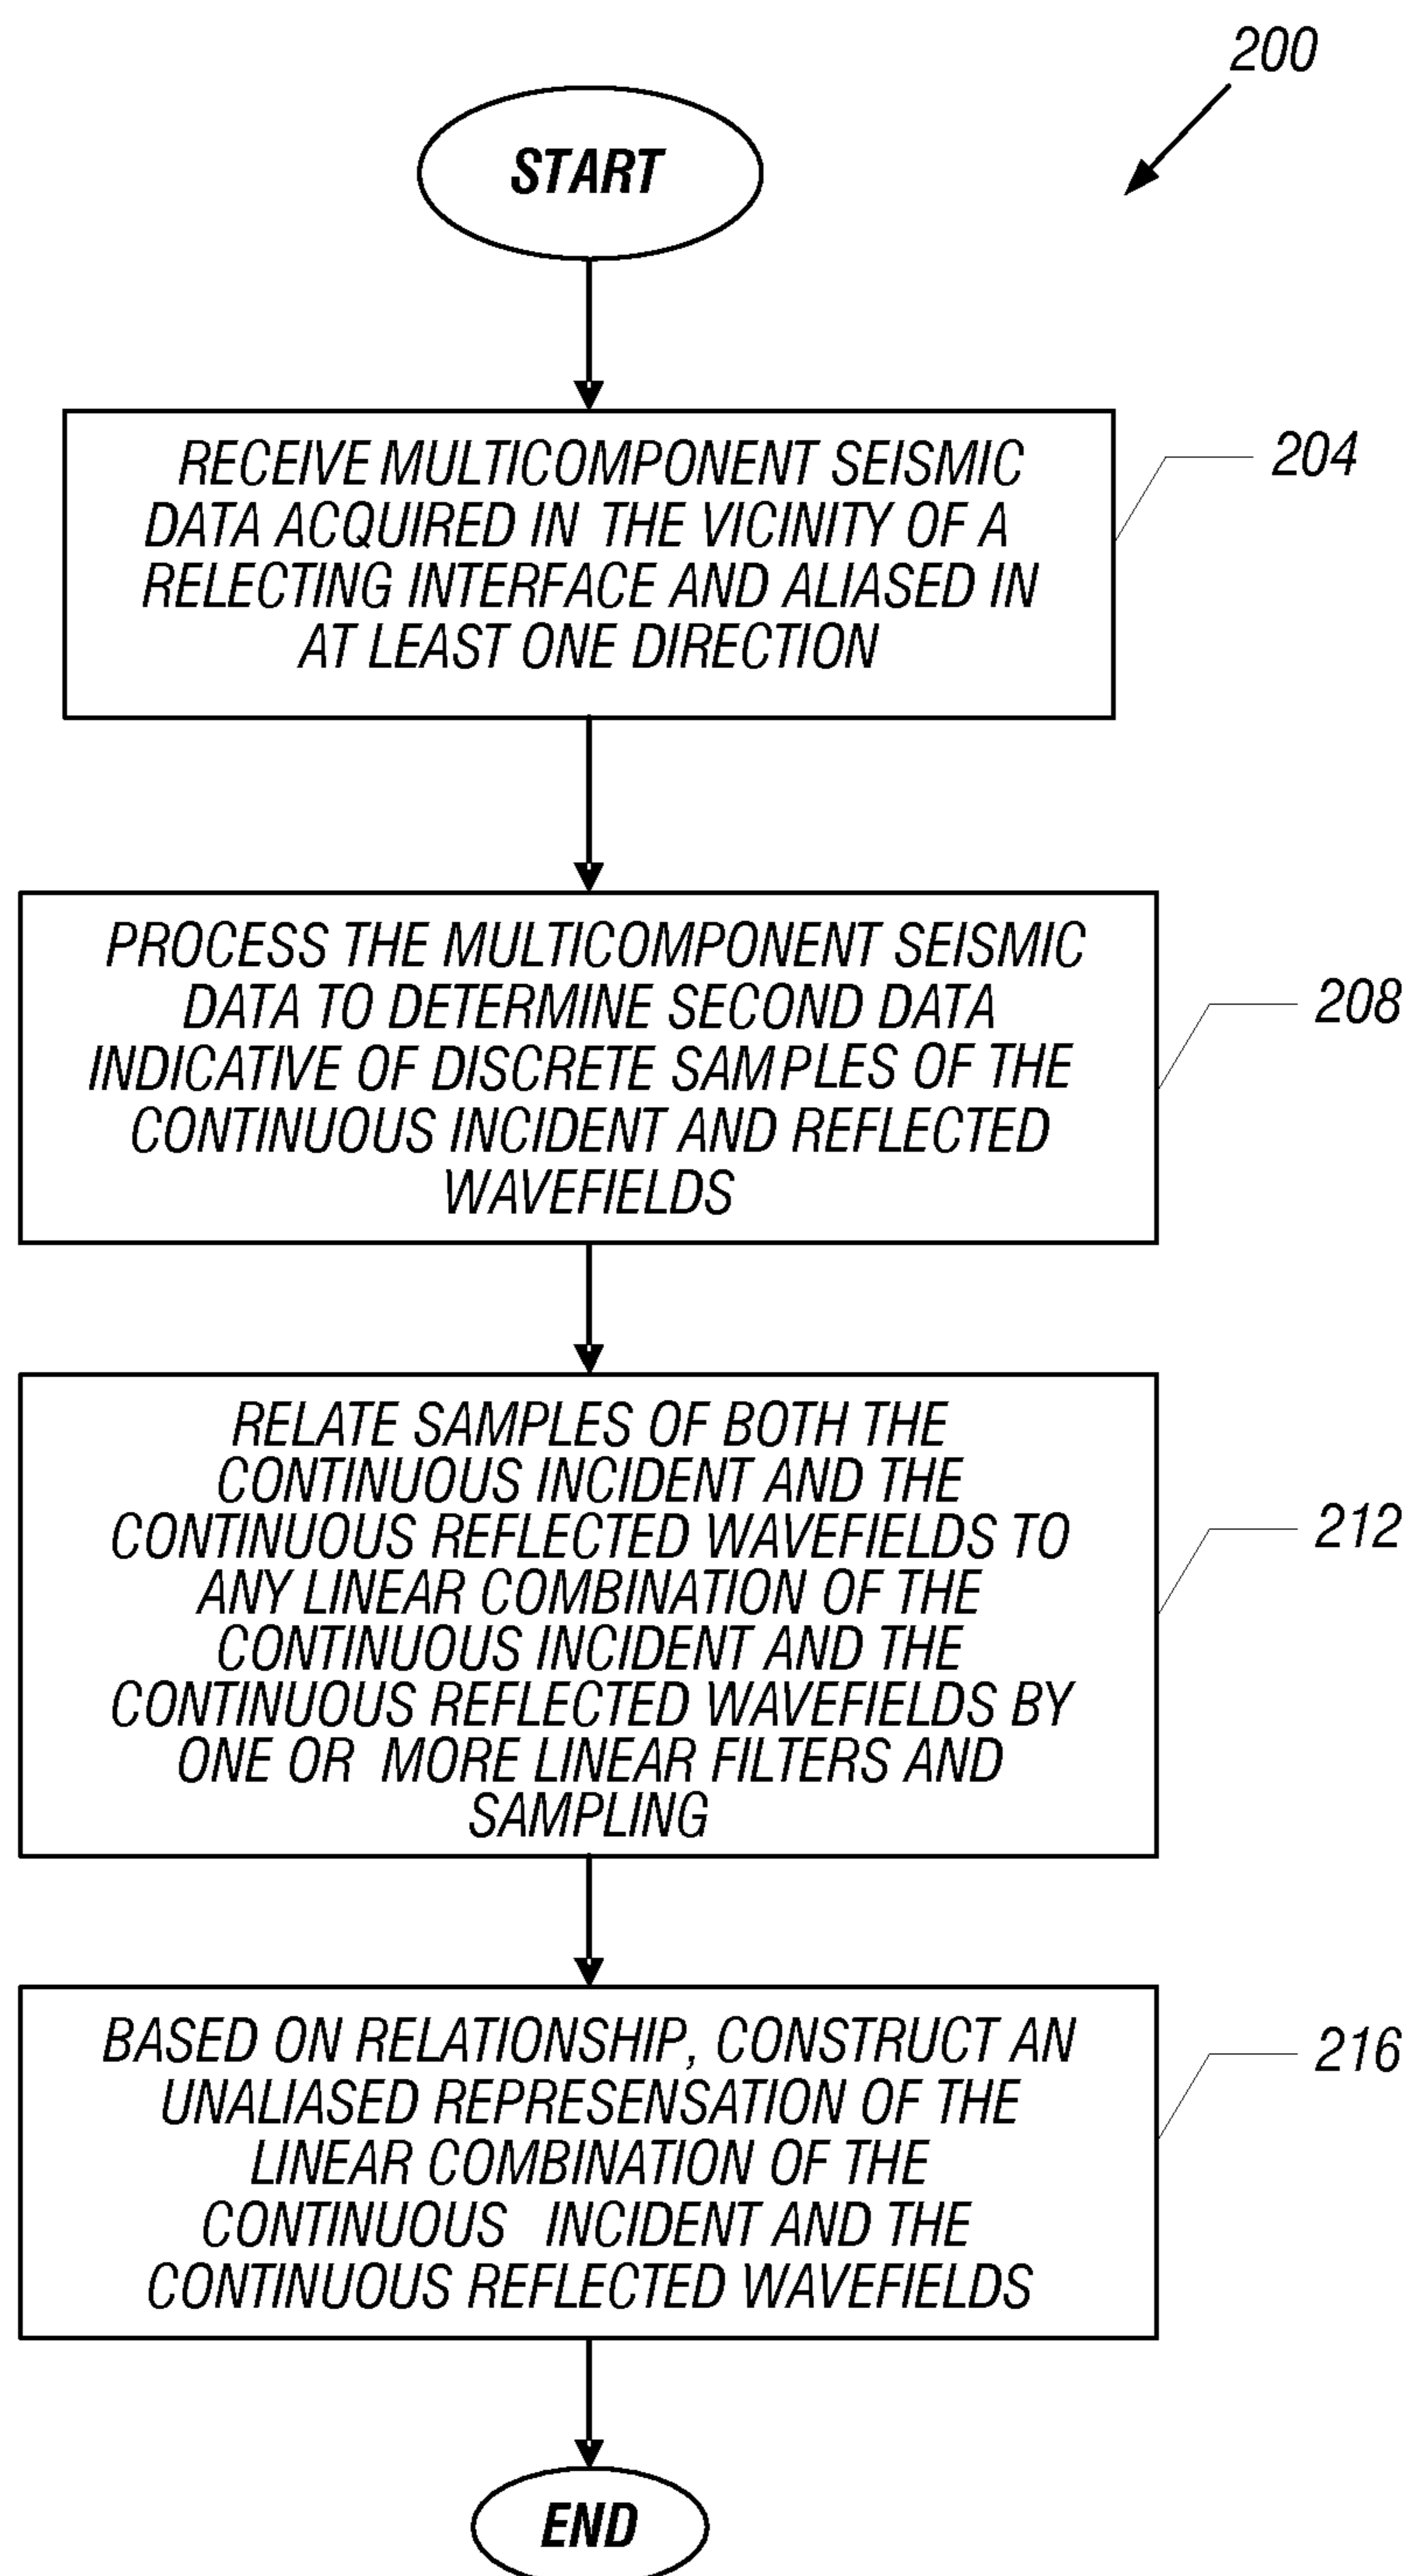 200
START
RECEIVE MULTICOMPONENT SEISMIC
DATA ACQUIRED IN THE VICINITY OF A
RELECTING INTERFACE AND ALIASED IN
AT LEAST ONE DIRECTION
204
PROCESS THE MULTICOMPONENT SEISMIC
DATA TO DETERMINE SECOND DATA
INDICATIVE OF DISCRETE SAMPLES OF THE
CONTINUOUS INCIDENT AND REFLECTED
WAVEFIELDS
208
RELATE SAMPLES OF BOTH THE
CONTINUOUS INCIDENT AND THE
CONTINUOUS REFLECTED WAVEFIELDS TO
ANY LINEAR COMBINATION OF THE
CONTINUOUS INCIDENT AND THE
CONTINUOUS REFLECTED WAVEFIELDS BY
ONE OR MORE LINEAR FILTERS AND
SAMPLING
212
BASED ON RELATIONSHIP, CONSTRUCT AN
UNALIASED REPRESENSATION OF THE
LINEAR COMBINATION OF THE
CONTINUOUS INCIDENT AND THE
CONTINUOUS REFLECTED WAVEFIELDS
216
END